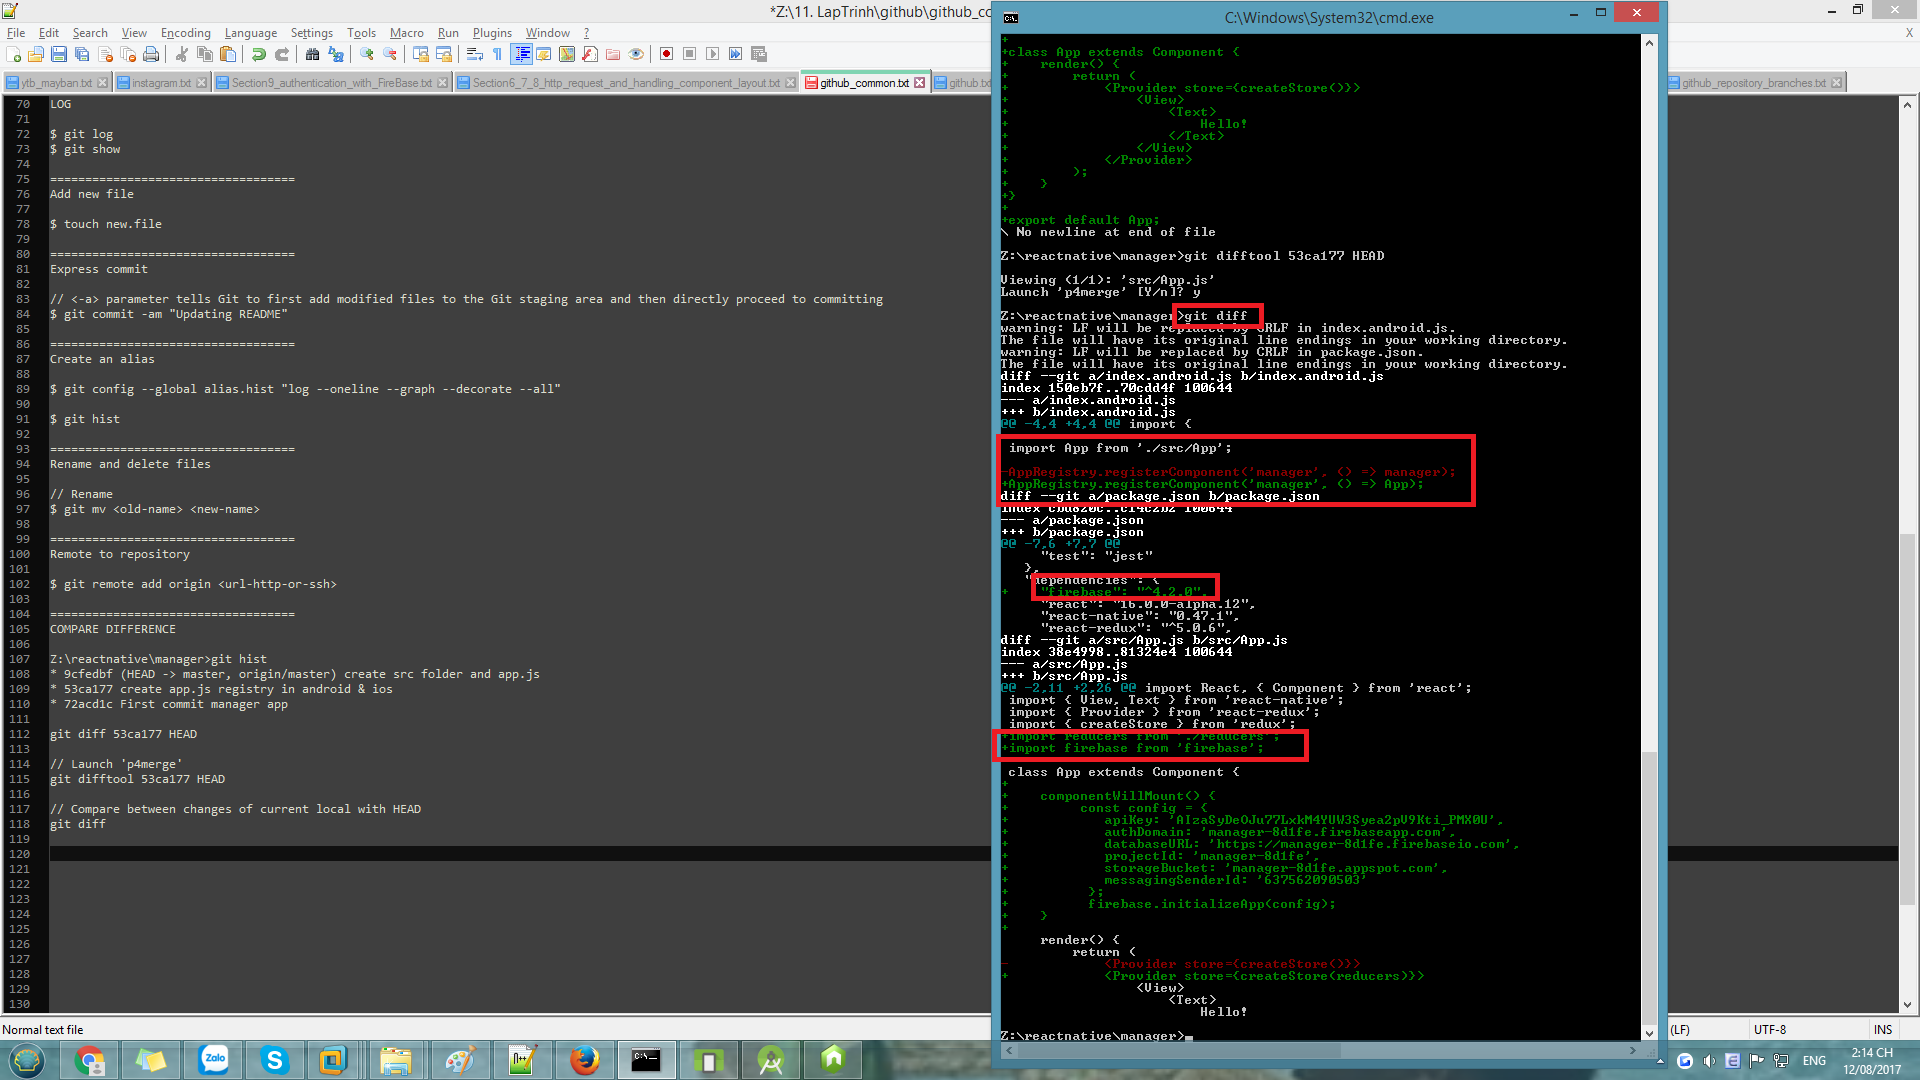 *Z:\11. LapTrinh\github\github_co
File Edit Search View Encoding Language Settings Tools Macro Run Plugins Window ?
X
ytb_mayban.txt
instagram.txt
Section9_authentication_with_FireBase.txt
Section6_7_8_http_request_and_handling_component_layout.txt
github_common.txt
github.txt
github_repository_branches.txt
70 LOG
71
72 $ git log
73 $ git show
74
75 ===================================
76 Add new file
77
78 $ touch new.file
79
80 ===================================
81 Express commit
82
83 // <-a> parameter tells Git to first add modified files to the Git staging area and then directly proceed to committing
84 $ git commit -am "Updating README"
85
86 ===================================
87 Create an alias
88
89 $ git config --global alias.hist "log --oneline --graph --decorate --all"
90
91 $ git hist
92
93 ===================================
94 Rename and delete files
95
96 // Rename
97 $ git mv <old-name> <new-name>
98
99 ===================================
100 Remote to repository
101
102 $ git remote add origin <url-http-or-ssh>
103
104 ===================================
105 COMPARE DIFFERENCE
106
107 Z:\reactnative\manager>git hist
108 * 9cfedbf (HEAD -> master, origin/master) create src folder and app.js
109 * 53ca177 create app.js registry in android & ios
110 * 72acd1c First commit manager app
111
112 git diff 53ca177 HEAD
113
114 // Launch 'p4merge'
115 git difftool 53ca177 HEAD
116
117 // Compare between changes of current local with HEAD
118 git diff
119
120
121
122
123
124
125
126
127
128
129
130
C:\Windows\System32\cmd.exe
+
+class App extends Component {
+    render() {
+        return (
+            <Provider store={createStore()}>
+                <View>
+                    <Text>
+                        Hello!
+                    </Text>
+                </View>
+            </Provider>
+        );
+    }
+}
+
+export default App;
\ No newline at end of file
Z:\reactnative\manager>git difftool 53ca177 HEAD
Viewing (1/1): 'src/App.js'
Launch 'p4merge' [Y/n]? y
Z:\reactnative\manager>git diff
warning: LF will be replaced by CRLF in index.android.js.
The file will have its original line endings in your working directory.
warning: LF will be replaced by CRLF in package.json.
The file will have its original line endings in your working directory.
diff --git a/index.android.js b/index.android.js
index 150eb7f..70cdd4f 100644
--- a/index.android.js
+++ b/index.android.js
@@ -4,4 +4,4 @@ import {
import App from './src/App';
-AppRegistry.registerComponent('manager', () => manager);
+AppRegistry.registerComponent('manager', () => App);
diff --git a/package.json b/package.json
100644
--- a/package.json
+++ b/package.json
@@ -7,6 +7,7 @@
"test": "jest"
},
"dependencies": {
+    "firebase": "^4.2.0",
"react": "16.0.0-alpha.12",
"react-native": "0.47.1",
"react-redux": "^5.0.6",
diff --git a/src/App.js b/src/App.js
index 38e4998..81324e4 100644
--- a/src/App.js
+++ b/src/App.js
@@ -2,11 +2,26 @@ import React, { Component } from 'react';
import { View, Text } from 'react-native';
import { Provider } from 'react-redux';
import { createStore } from 'redux';
+import reducers from './reducers';
+import firebase from 'firebase';
class App extends Component {
+
+    componentWillMount() {
+         const config = {
+            apiKey: 'AIzaSyDeOJu77LxkM4YUW3Syea2pV9Kti_PMX0U',
+            authDomain: 'manager-8d1fe.firebaseapp.com',
+            databaseURL: 'https://manager-8d1fe.firebaseio.com',
+            projectId: 'manager-8d1fe',
+            storageBucket: 'manager-8d1fe.appspot.com',
+            messagingSenderId: '637562090503'
+          };
+          firebase.initializeApp(config);
+    }
+
render() {
return (
-            <Provider store={createStore()}>
+            <Provider store={createStore(reducers)}>
<View>
<Text>
Hello!
Z:\reactnative\manager>
Normal text file
(LF) UTF-8 INS
Zalo
ENG
2:14 CH
12/08/2017